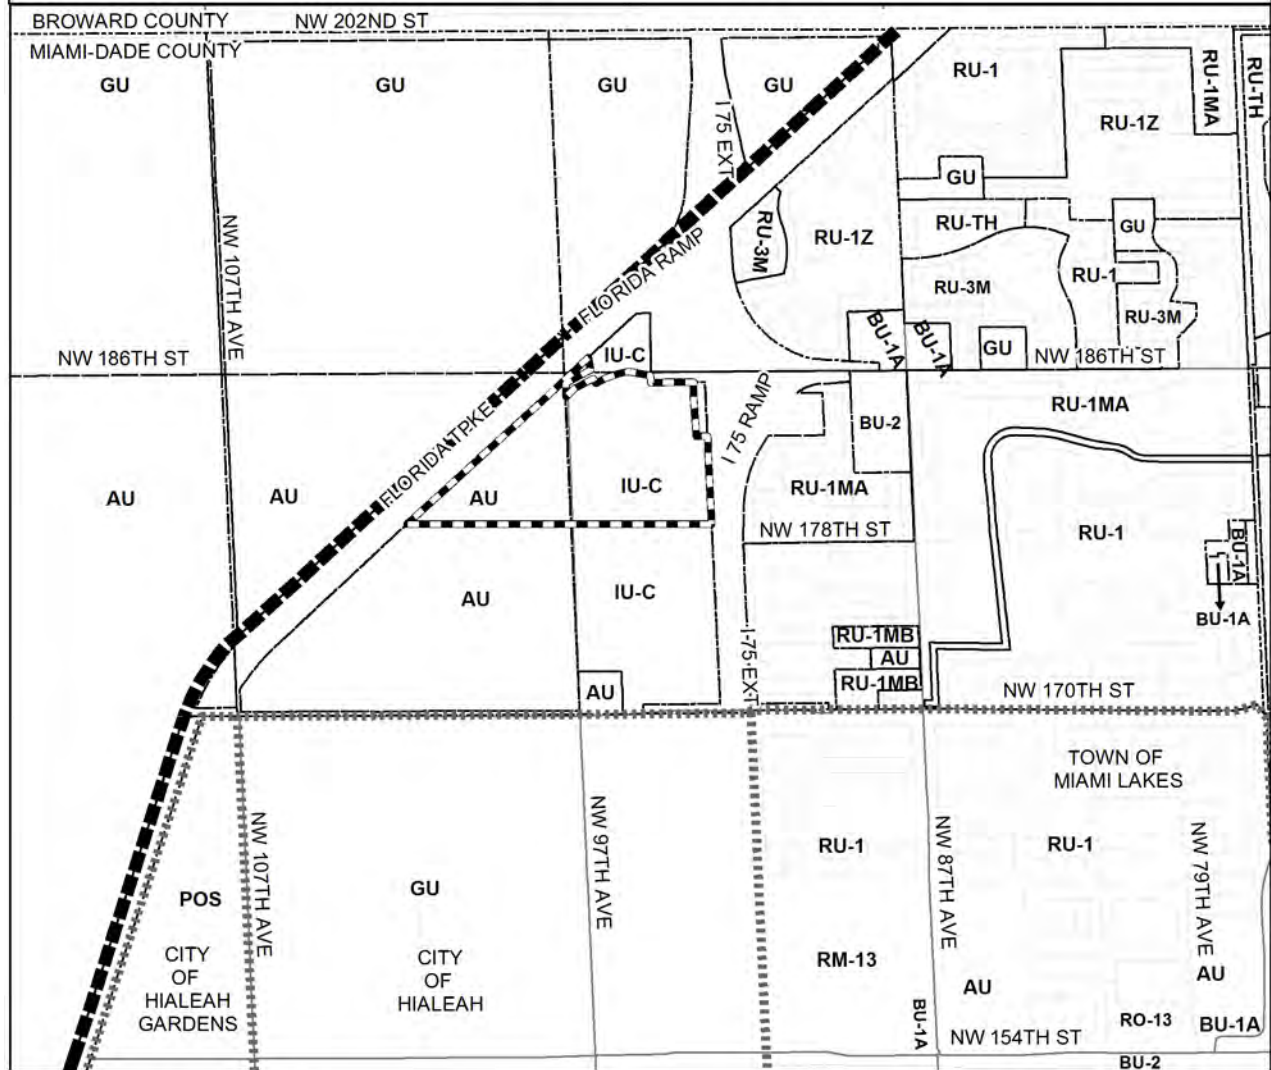 BROWARD COUNTY
NW 202ND ST
MIAMI-DADE COUNTY
GU
GU
GU
GU
I 75 EXT
RU-1
RU-1Z
RU-1MA
RU-TH
GU
RU-TH
GU
RU-3M
RU-1Z
NW 107TH AVE
FLORIDA RAMP
RU-3M
RU-1
RU-3M
BU-1A
BU-1A
GU
NW 186TH ST
IU-C
NW 186TH ST
I 75 RAMP
RU-1MA
BU-2
FLORIDA TPKE
AU
AU
AU
IU-C
RU-1MA
NW 178TH ST
RU-1
BU-1A
AU
IU-C
BU-1A
I-75 EXT
RU-1MB
AU
RU-1MB
AU
NW 170TH ST
TOWN OF
MIAMI LAKES
NW 107TH AVE
NW 97TH AVE
RU-1
NW 87TH AVE
RU-1
NW 79TH AVE
POS
GU
CITY
OF
HIALEAH
GARDENS
CITY
OF
HIALEAH
RM-13
AU
AU
BU-1A
RO-13
BU-1A
NW 154TH ST
BU-2